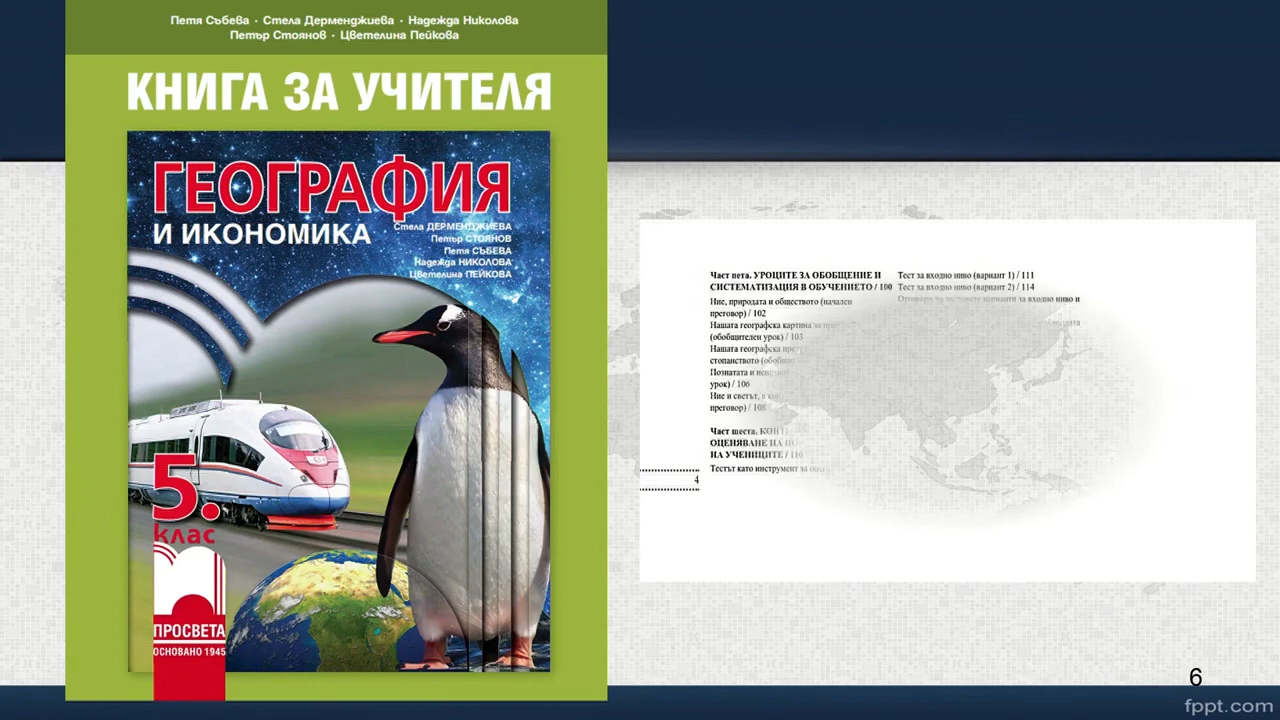 Петя Събева · Стела Дерменджиева · Надежда Николова
Петър Стоянов · Цветелина Пейкова
КНИГА ЗА УЧИТЕЛЯ
ГЕОГРАФИЯ
И ИКОНОМИКА
Стела ДЕРМЕНДЖИЕВА
Петър СТОЯНОВ
Петя СЪБЕВА
Надежда НИКОЛОВА
Цветелина ПЕЙКОВА
5.
клас
ПРОСВЕТА
ОСНОВАНО 1945
Част пета. УРОЦИТЕ ЗА ОБОБЩЕНИЕ И
СИСТЕМАТИЗАЦИЯ В ОБУЧЕНИЕТО / 100
Ние, природата и обществото (начален
преговор) / 102
Нашата географска картина за
(обобщителен урок) / 103
Нашата географска
стопанството
Познатата и
урок) / 106
Ние и светът, в
преговор) / 108
Част шеста.
ОЦЕНЯВАНЕ НА
НА УЧЕНИЦИТЕ / 110
Тестът като инструмент за
4
Тест за входно ниво (вариант 1) / 111
Тест за входно ниво (вариант 2) / 114
за входно ниво и
6
fppt.com